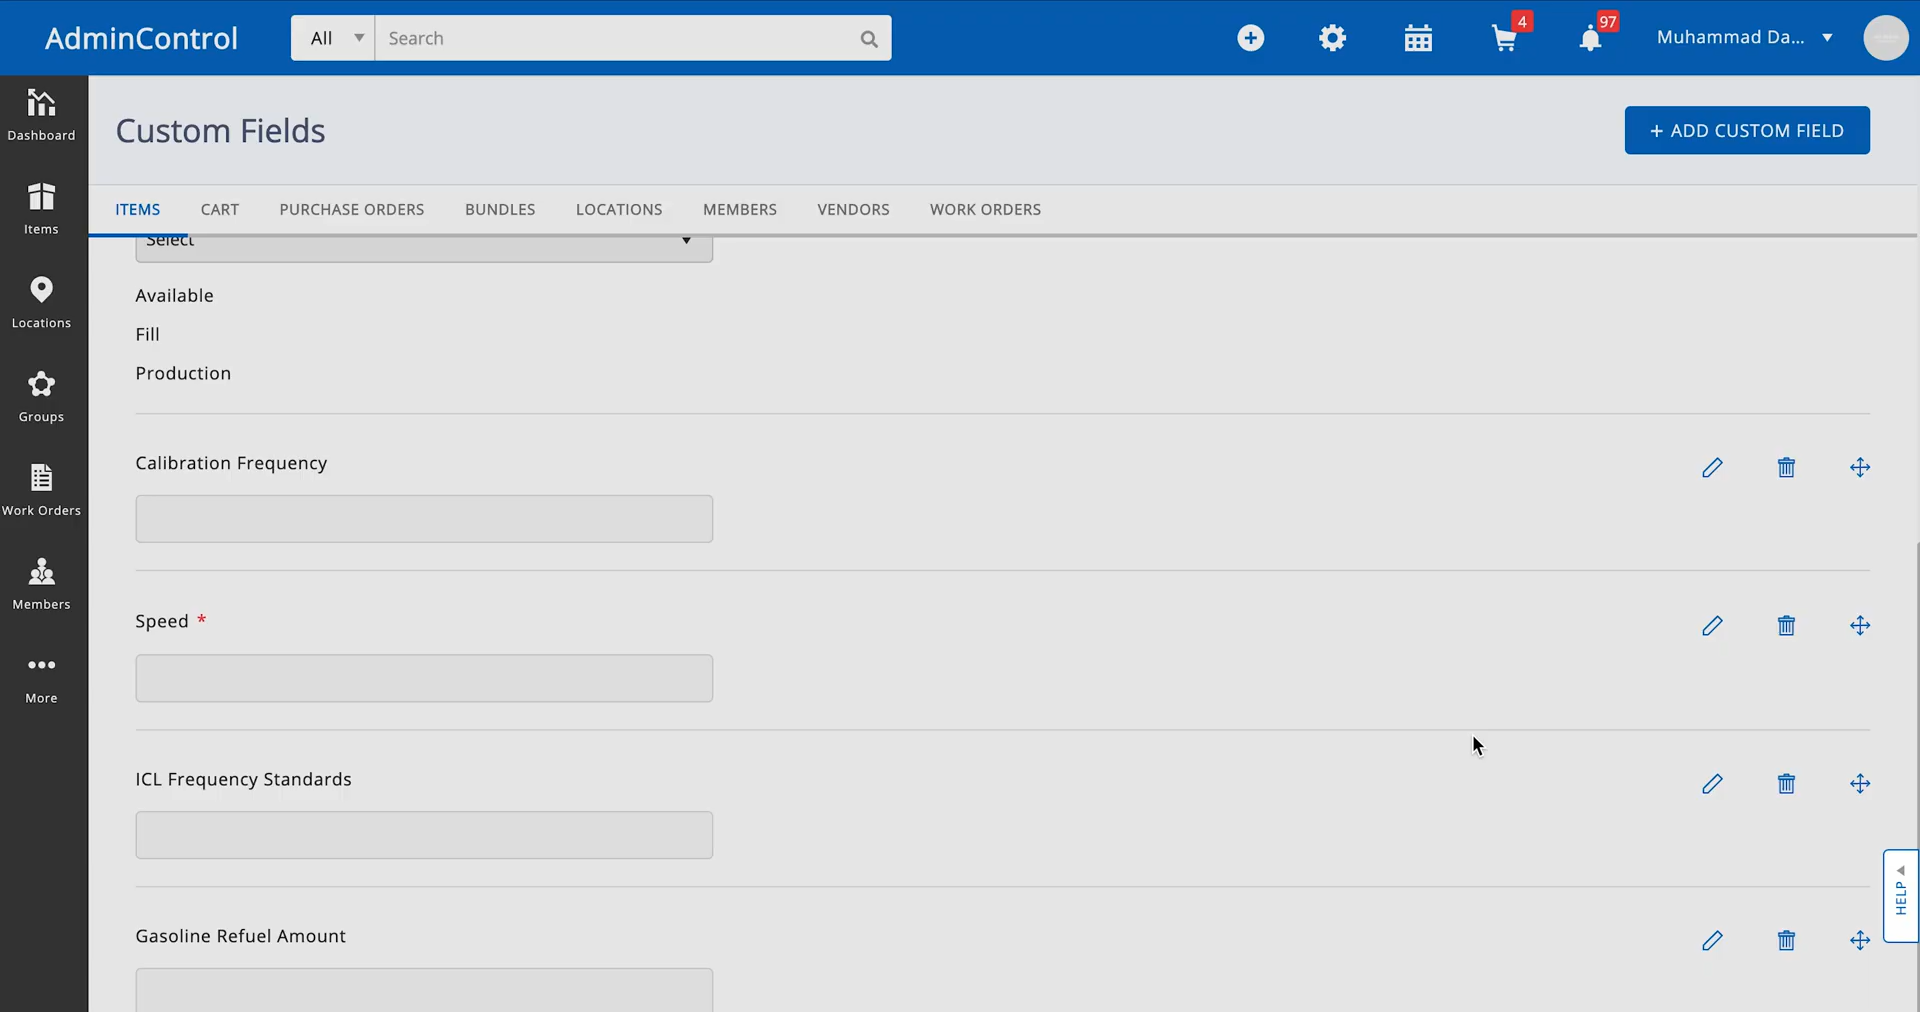 AdminControl
All
Search
4
97
Muhammad Da...
Dashboard
Items
Locations
Groups
Work Orders
Members
More
Custom Fields
+ ADD CUSTOM FIELD
ITEMS
CART
PURCHASE ORDERS
BUNDLES
LOCATIONS
MEMBERS
VENDORS
WORK ORDERS
Select
Available
Fill
Production
Calibration Frequency
Speed *
ICL Frequency Standards
Gasoline Refuel Amount
HELP